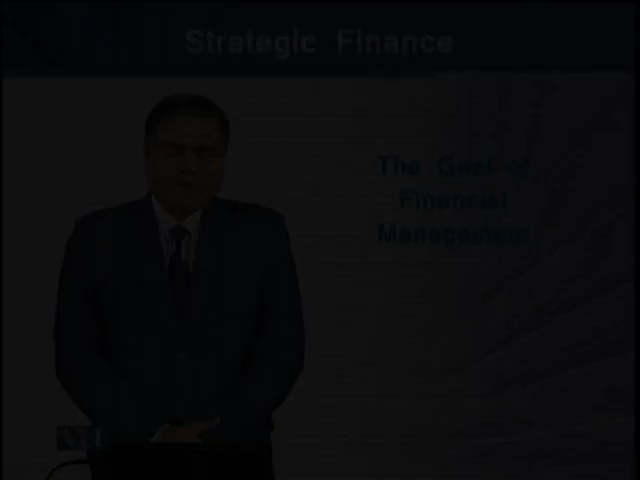 Strategic Finance
The Goal of
Financial
Management